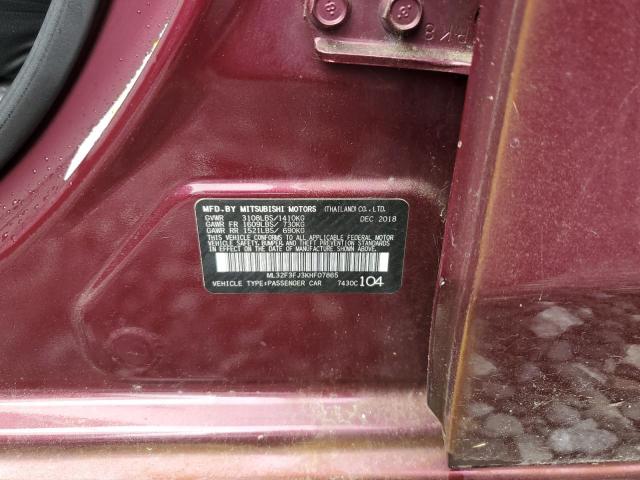 MFD.BY MITSUBISHI MOTORS (THAILAND)CO.,LTD.
GVWR 3108LBS/1410KG DEC 2018
GAWR FR 1609LBS/ 730KG
GAWR RR 1521LBS/ 690KG
THIS VEHICLE CONFORMS TO ALL APPLICABLE FEDERAL MOTOR
VEHICLE SAFETY,BUMPER,AND THEFT PREVENTION STANDARDS
IN EFFECT ON THE DATE OF MANUFACTURE SHOWN ABOVE.
ML32F3FJ3KHF07865
VEHICLE TYPE:PASSENGER CAR 7430C 104